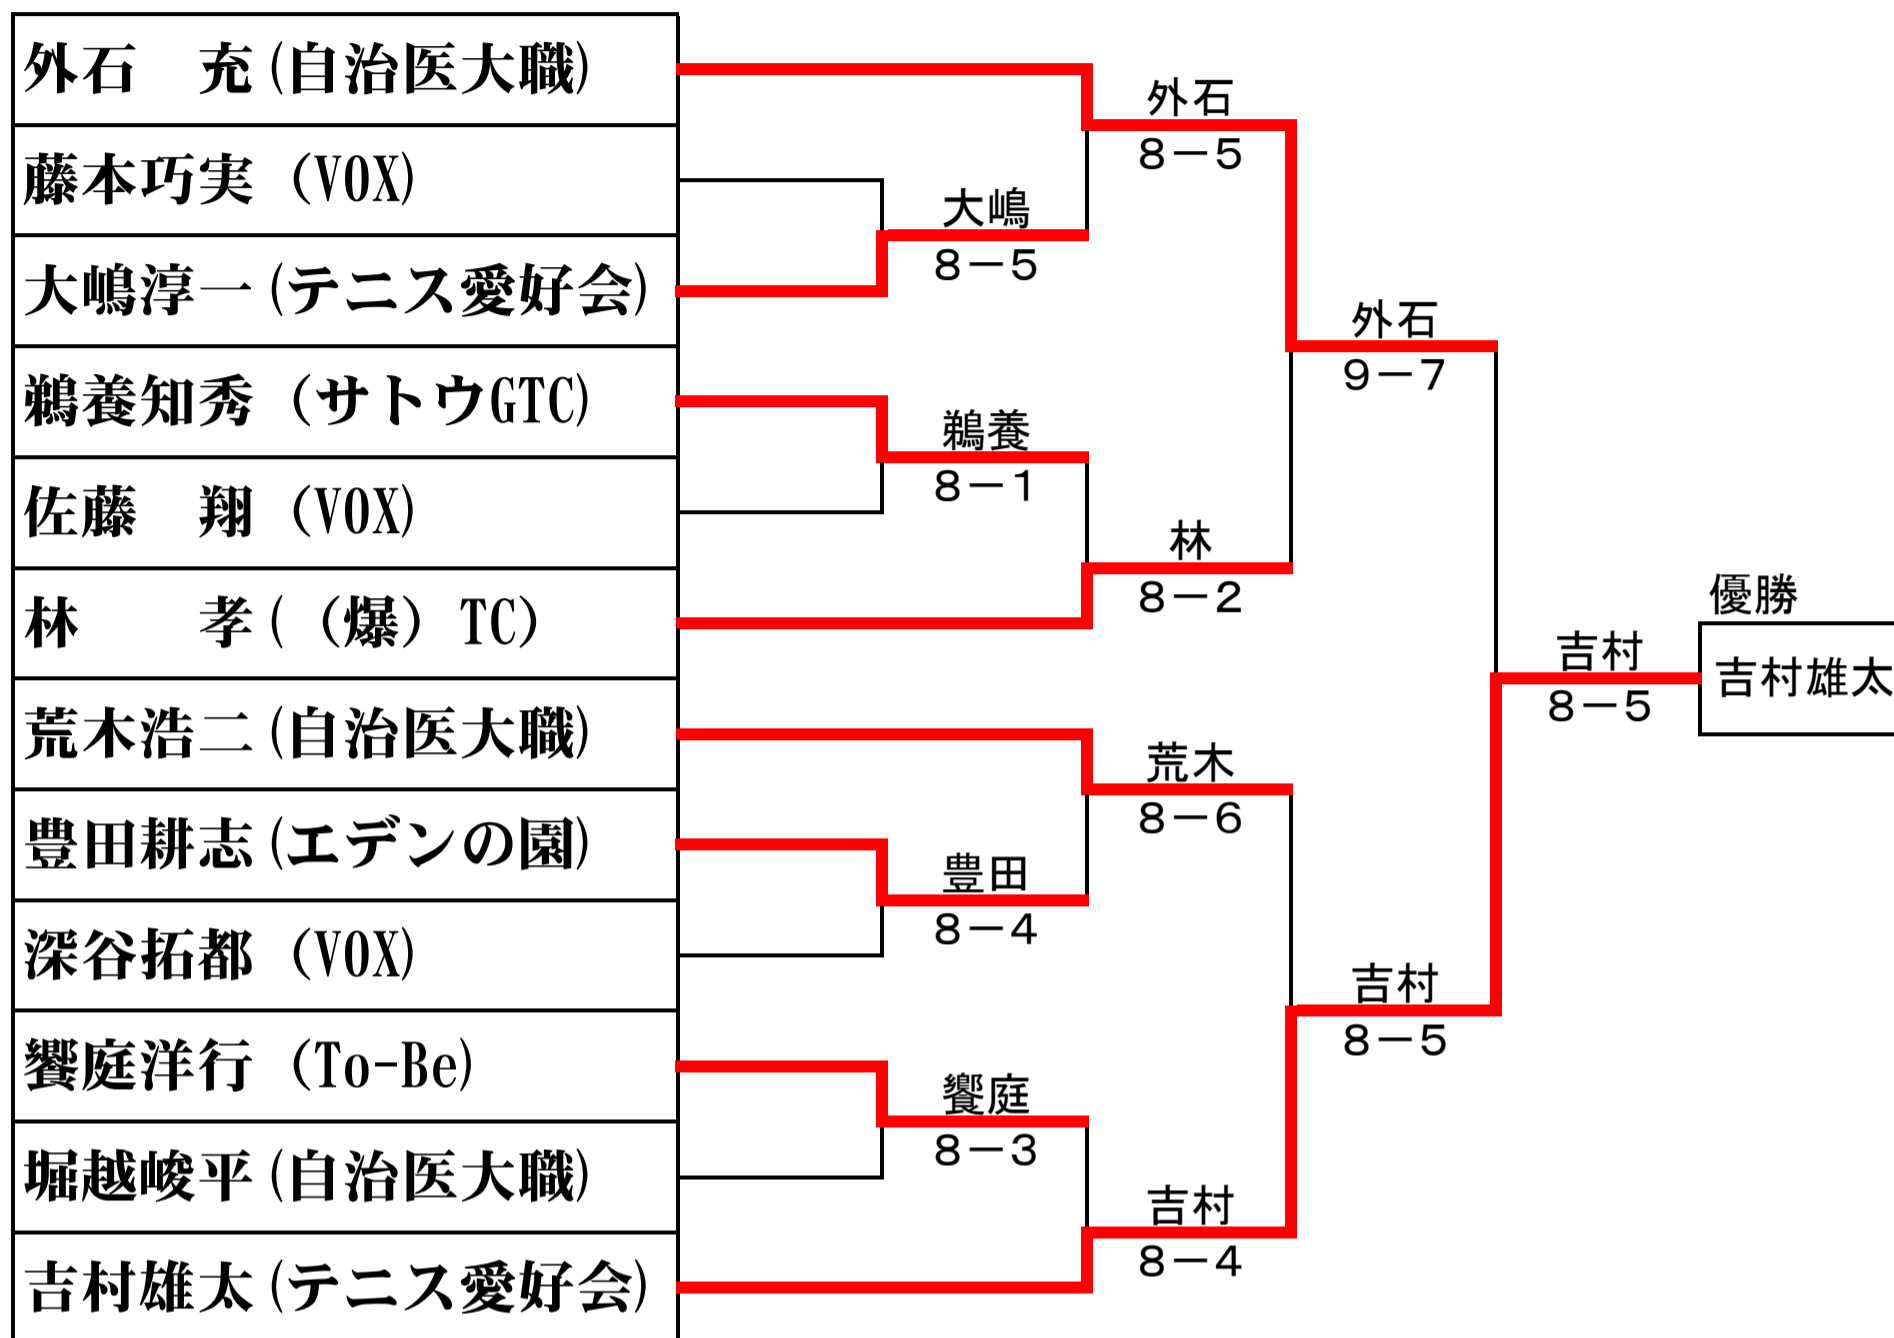 外石　充(自治医大職)
藤本巧実 (VOX)
大嶋淳一(テニス愛好会)
鵜養知秀 (サトウGTC)
佐藤　翔 (VOX)
林　　孝(（爆）TC)
荒木浩二(自治医大職)
豊田耕志(エデンの園)
深谷拓都 (VOX)
饗庭洋行 (To-Be)
堀越峻平(自治医大職)
吉村雄太(テニス愛好会)
大嶋
8－5
鵜養
8－1
豊田
8－4
饗庭
8－3
外石
8－5
林
8－2
荒木
8－6
吉村
8－4
外石
9－7
吉村
8－5
吉村
8－5
優勝
吉村雄太